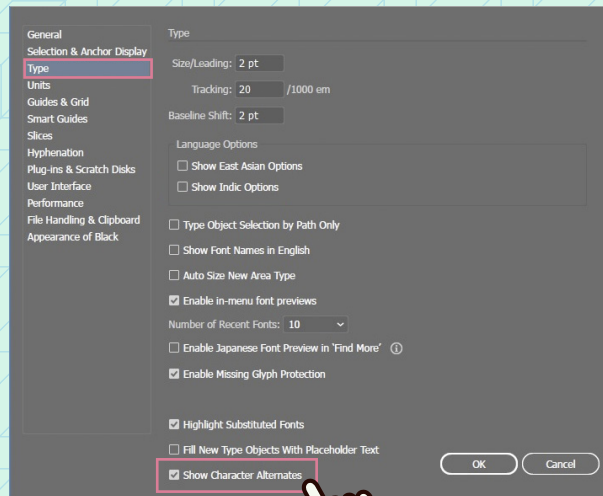 General
Selection & Anchor Display
Type
Units
Guides & Grid
Smart Guides
Slices
Hyphenation
Plug-ins & Scratch Disks
User Interface
Performance
File Handling & Clipboard
Appearance of Black
Type
Size/Leading: 2 pt
Tracking: 20 /1000 em
Baseline Shift: 2 pt
Language Options
Show East Asian Options
Show Indic Options
Type Object Selection by Path Only
Show Font Names in English
Auto Size New Area Type
Enable in-menu font previews
Number of Recent Fonts: 10
Enable Japanese Font Preview in 'Find More'
Enable Missing Glyph Protection
Highlight Substituted Fonts
Fill New Type Objects With Placeholder Text
Show Character Alternates
OK Cancel